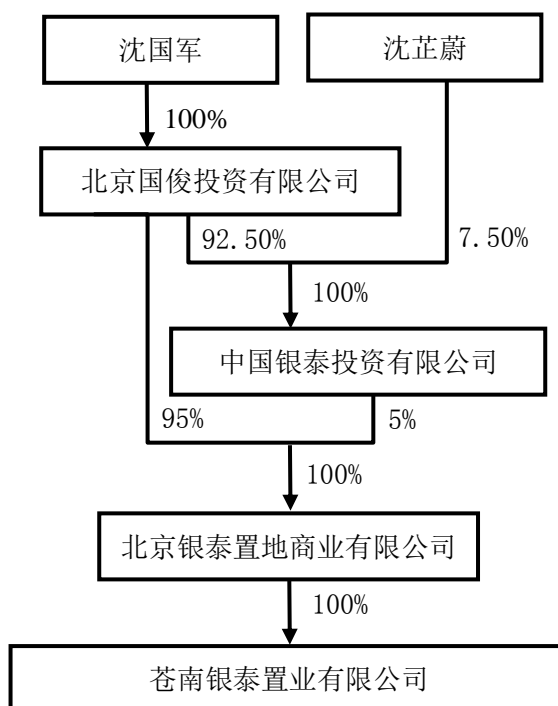 沈国军
沈芷蔚
100%
北京国俊投资有限公司
92.50%
7.50%
100%
中国银泰投资有限公司
95%
5%
100%
北京银泰置地商业有限公司
100%
苍南银泰置业有限公司